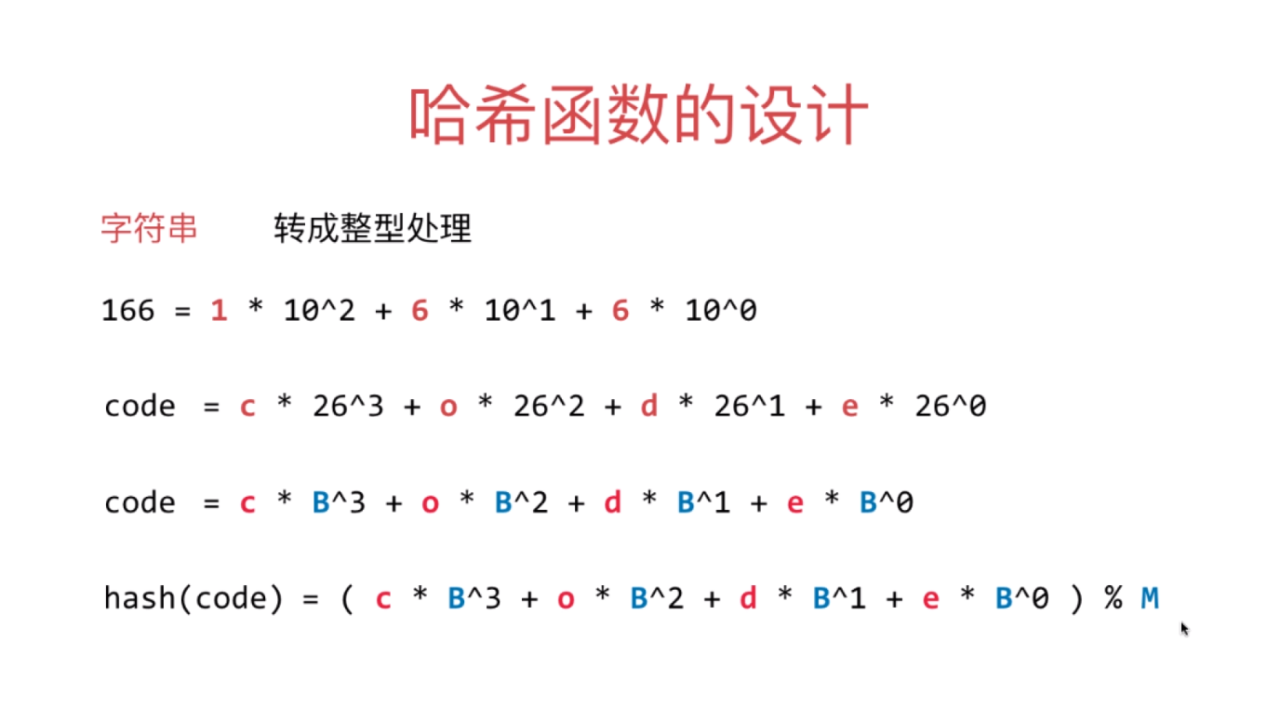 哈希函数的设计
字符串 转成整型处理
166 = 1 * 10^2 + 6 * 10^1 + 6 * 10^0
code = c * 26^3 + o * 26^2 + d * 26^1 + e * 26^0
code = c * B^3 + o * B^2 + d * B^1 + e * B^0
hash(code) = ( c * B^3 + o * B^2 + d * B^1 + e * B^0 ) % M